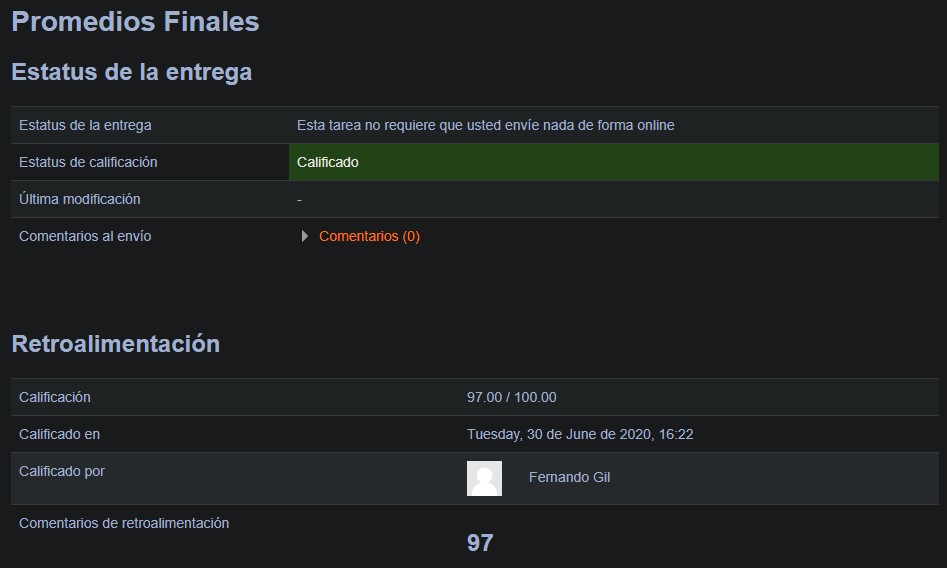 Promedios Finales
Estatus de la entrega
Estatus de la entrega Esta tarea no requiere que usted envíe nada de forma online
Estatus de calificación Calificado
Última modificación -
Comentarios al envío Comentarios (0)
Retroalimentación
Calificación 97.00 / 100.00
Calificado en Tuesday, 30 de June de 2020, 16:22
Calificado por Fernando Gil
Comentarios de retroalimentación
97